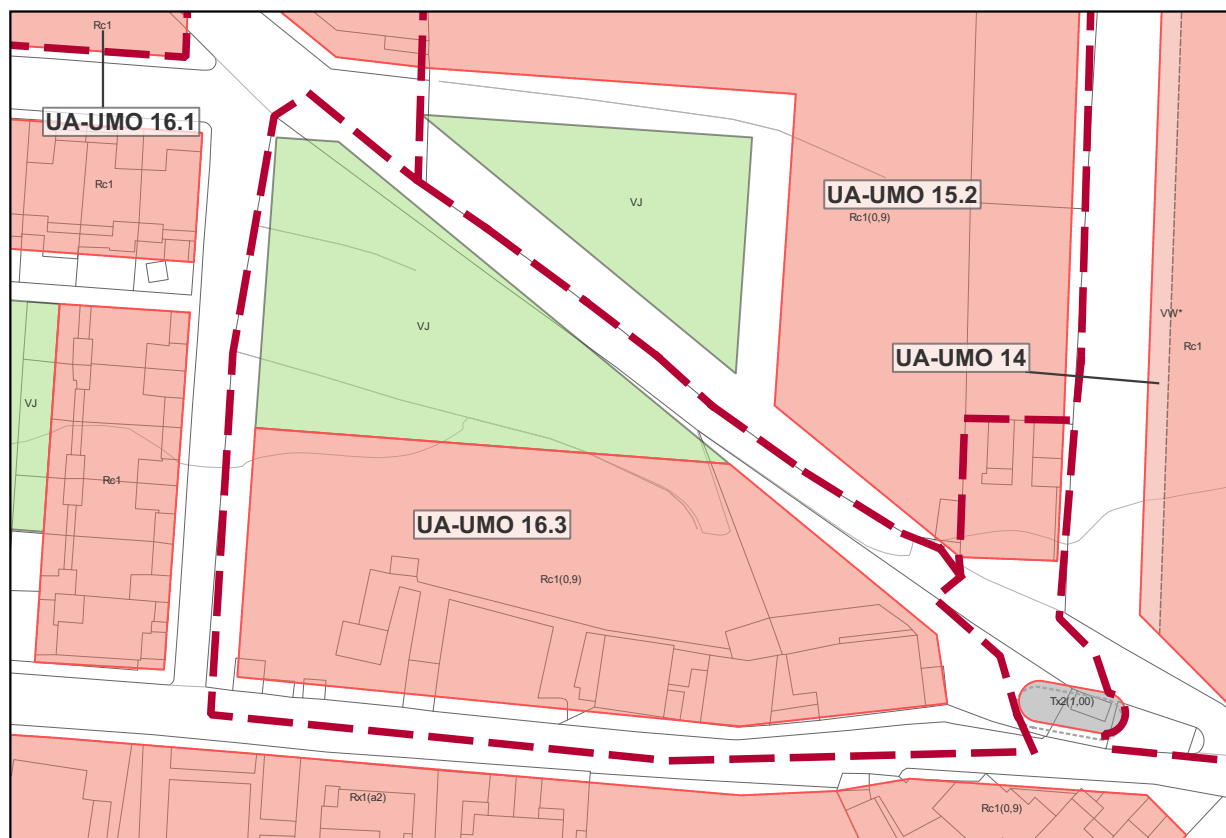 Rc1
UA-UMO 16.1
Rc1
UA-UMO 15.2
VJ
Rc1(0,9)
VW*
VJ
UA-UMO 14
Rc1
VJ
Rc1
UA-UMO 16.3
Rc1(0,9)
Tx2(1,00)
Rx1(a2)
Rc1(0,9)